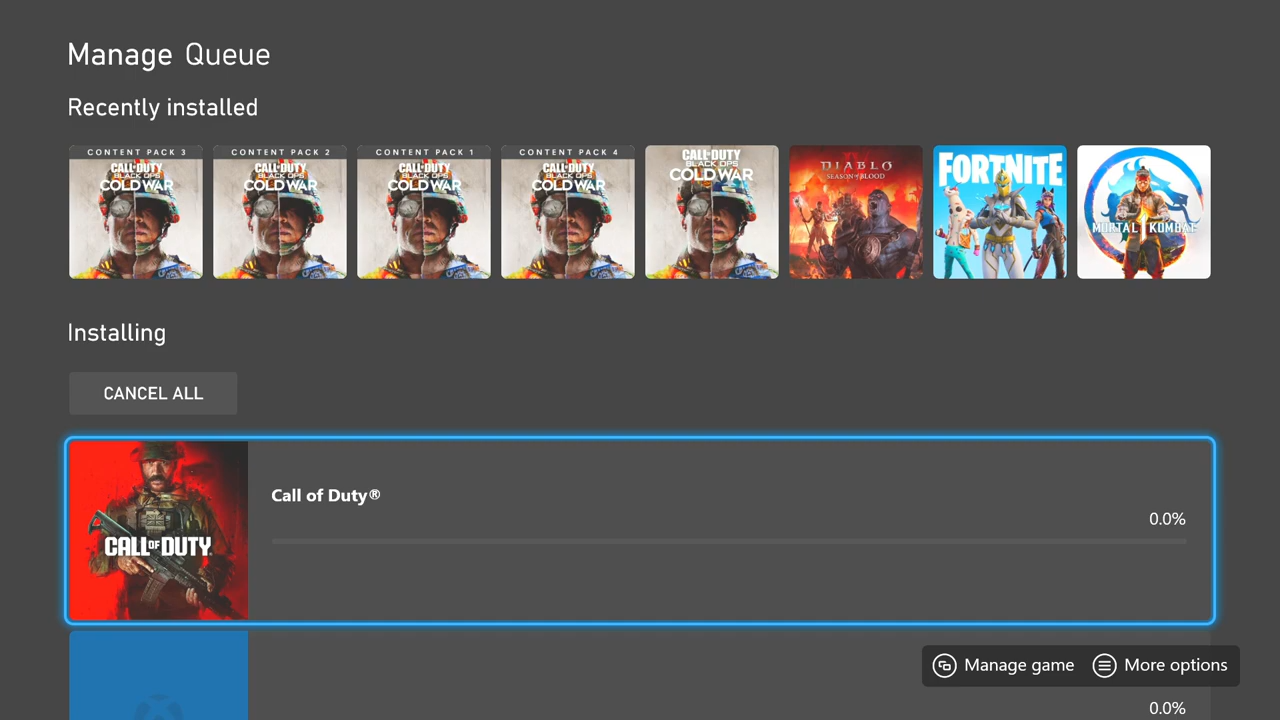 Manage Queue
Recently installed
CONTENT PACK 3
CALL OF DUTY
BLACK OPS
COLD WAR
CONTENT PACK 2
CALL OF DUTY
BLACK OPS
COLD WAR
CONTENT PACK 1
CALL OF DUTY
BLACK OPS
COLD WAR
CONTENT PACK 4
CALL OF DUTY
BLACK OPS
COLD WAR
CALL OF DUTY
BLACK OPS
COLD WAR
DIABLO
SEASON OF BLOOD
FORTNITE
MORTAL KOMBAT
Installing
CANCEL ALL
CALL OF DUTY
Call of Duty®
0.0%
Manage game
More options
0.0%